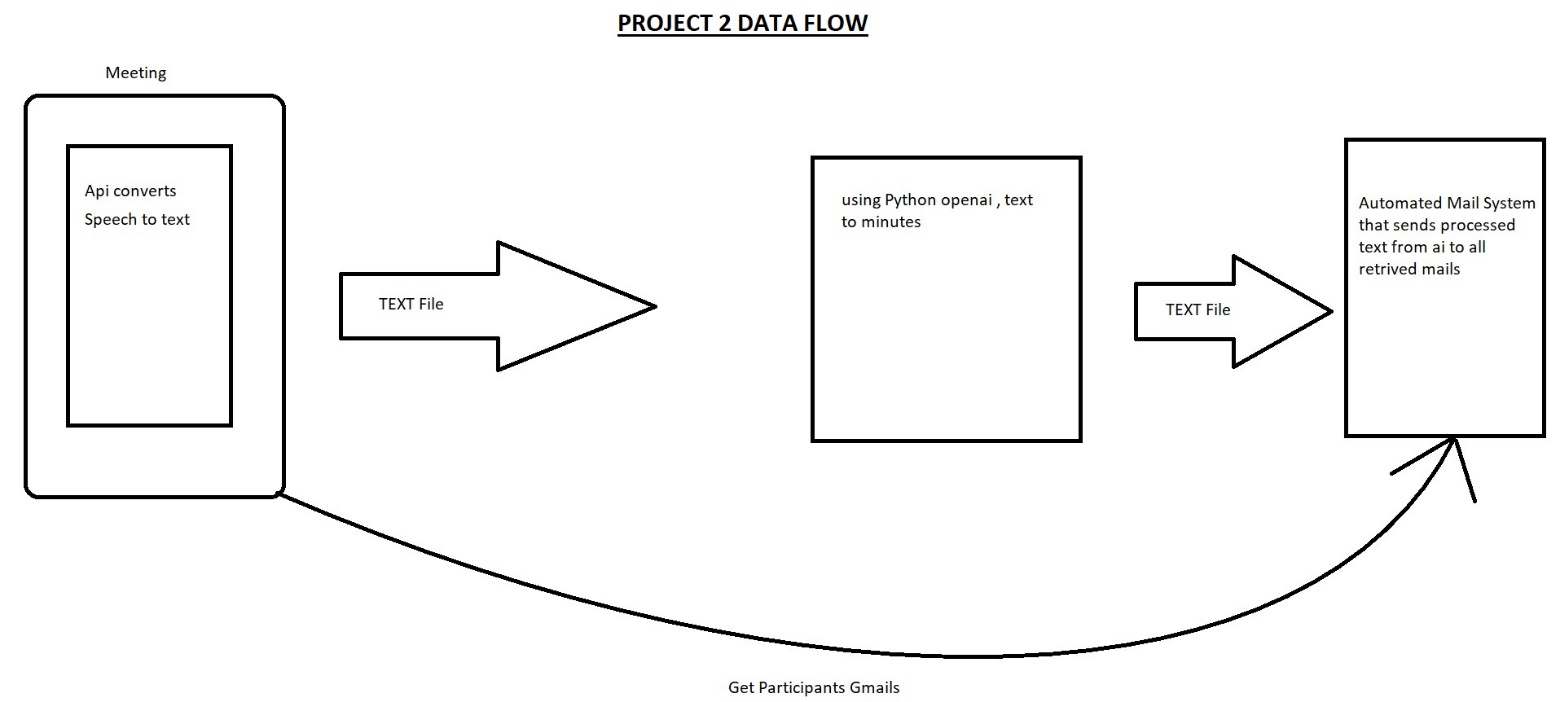 PROJECT 2 DATA FLOW
Meeting
Api converts
Speech to text
TEXT File
using Python openai , text
to minutes
TEXT File
Automated Mail System
that sends processed
text from ai to all
retrived mails
Get Participants Gmails